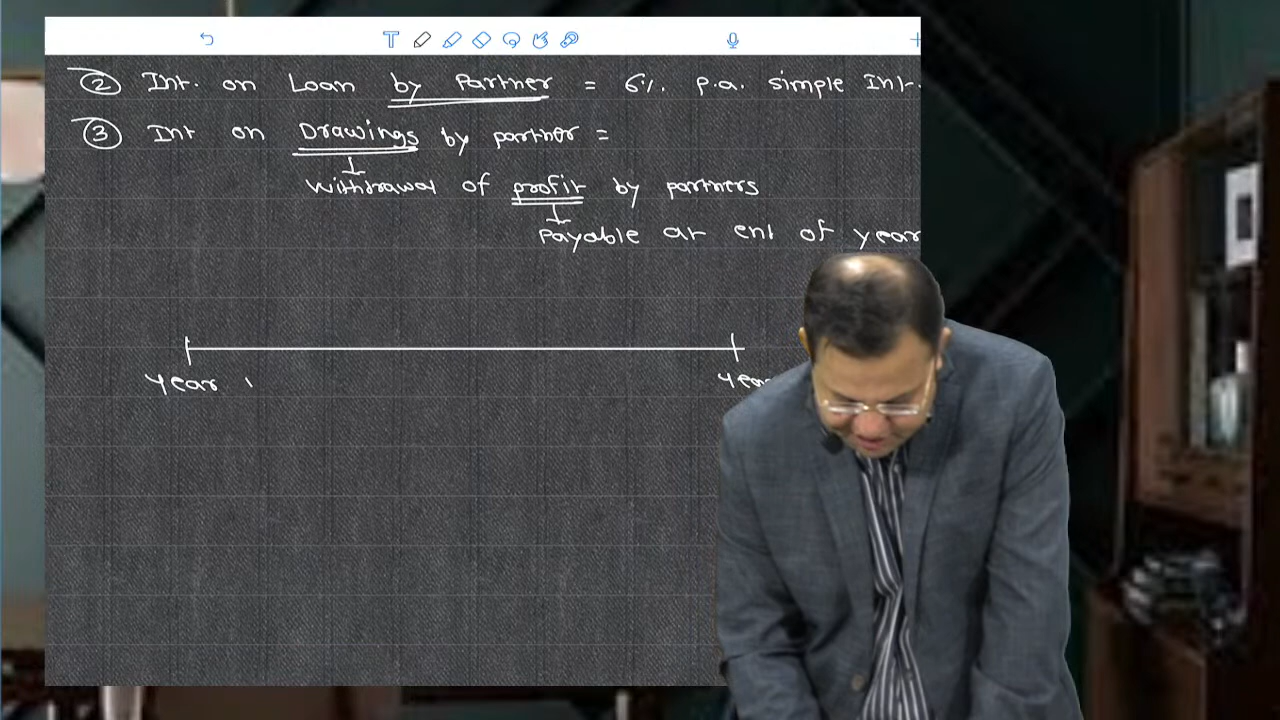 ② Int. on Loan by Partner = 6%. p.a. simple Int.
③ Int on Drawings by partner =
withdrawal of profit by partners
Payable at end of year
year 1
year